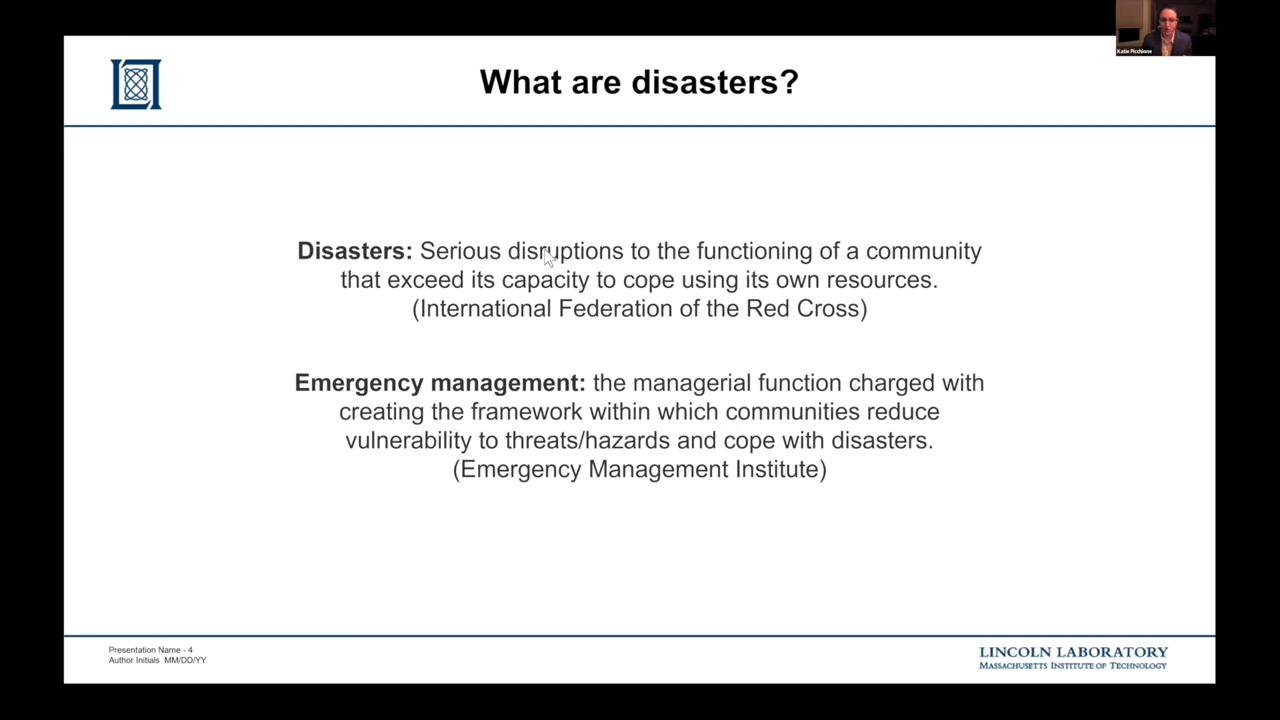 Katie Picchione
What are disasters?
Disasters: Serious disruptions to the functioning of a community
that exceed its capacity to cope using its own resources.
(International Federation of the Red Cross)
Emergency management: the managerial function charged with
creating the framework within which communities reduce
vulnerability to threats/hazards and cope with disasters.
(Emergency Management Institute)
Presentation Name - 4
Author Initials MM/DD/YY
LINCOLN LABORATORY
MASSACHUSETTS INSTITUTE OF TECHNOLOGY